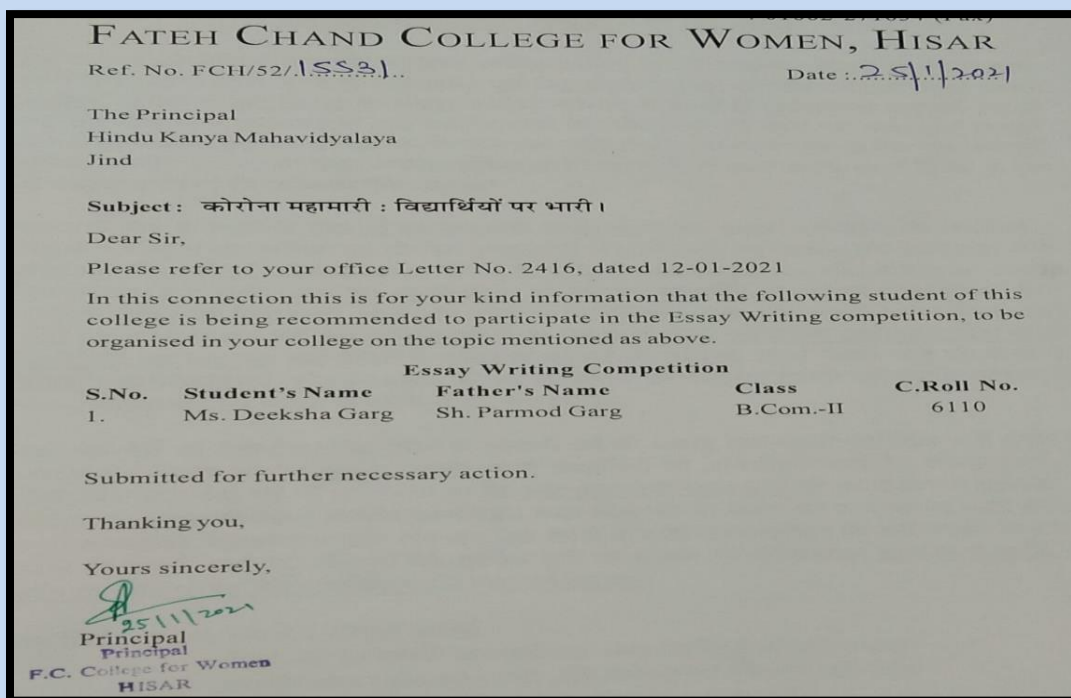 FATEH CHAND COLLEGE FOR WOMEN, HISAR
Ref. No. FCH/52/.15531..
Date :.25/1/2021
The Principal
Hindu Kanya Mahavidyalaya
Jind
Subject : कोरोना महामारी : विद्यार्थियों पर भारी।
Dear Sir,
Please refer to your office Letter No. 2416, dated 12-01-2021
In this connection this is for your kind information that the following student of this
college is being recommended to participate in the Essay Writing competition, to be
organised in your college on the topic mentioned as above.
Essay Writing Competition
S.No. Student's Name Father's Name Class C.Roll No.
1. Ms. Deeksha Garg Sh. Parmod Garg B.Com.-II 6110
Submitted for further necessary action.
Thanking you,
Yours sincerely,
25/1/2021
Principal
Principal
F.C. College for Women
HISAR